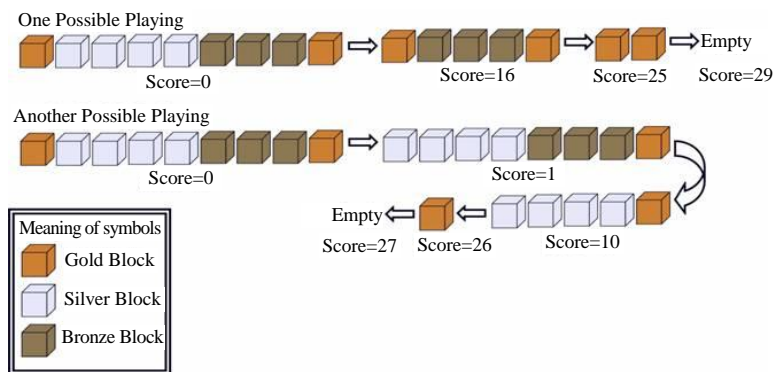 One Possible Playing
Empty
Score=0
Score=16
Score=25
Score=29
Another Possible Playing
Score=0
Score=1
Empty
Score=27
Score=26
Score=10
Meaning of symbols
Gold Block
Silver Block
Bronze Block